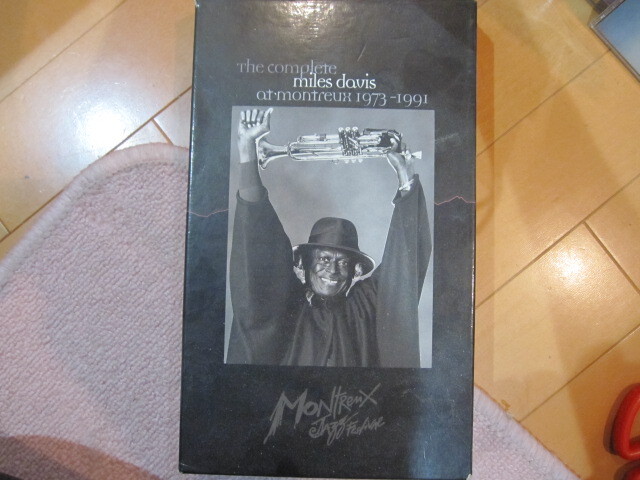 The complete
miles davis
at montreux 1973-1991
Montreux
Jazz Festival